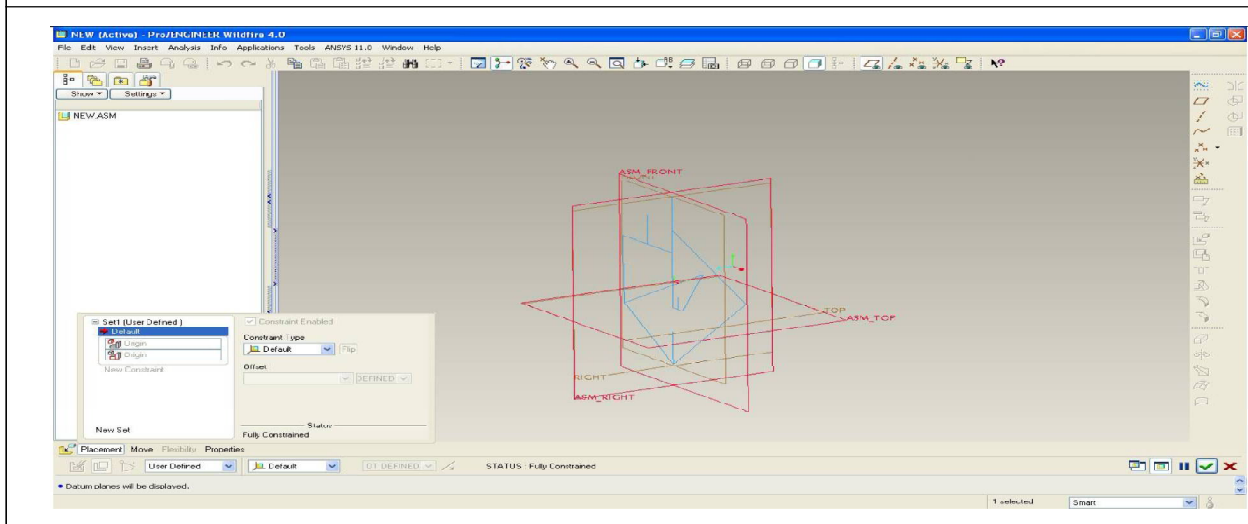 NEW (Active) - Pro/ENGINEER Wildfire 4.0
File Edit View Insert Analysis Info Applications Tools ANSYS 11.0 Window Help
Show Settings
NEW.ASM
ASM_FRONT
TOP
ASM_TOP
RIGHT
ASM_RIGHT
Set1 (User Defined )
Default
Origin
Origin
New Constraint
New Set
Constraint Enabled
Constraint Type
Default Flip
Offset
DEFINED
Status
Fully Constrained
Placement Move Flexibility Properties
User Defined Default DEFINED STATUS : Fully Constrained
• Datum planes will be displayed.
1 selected Smart